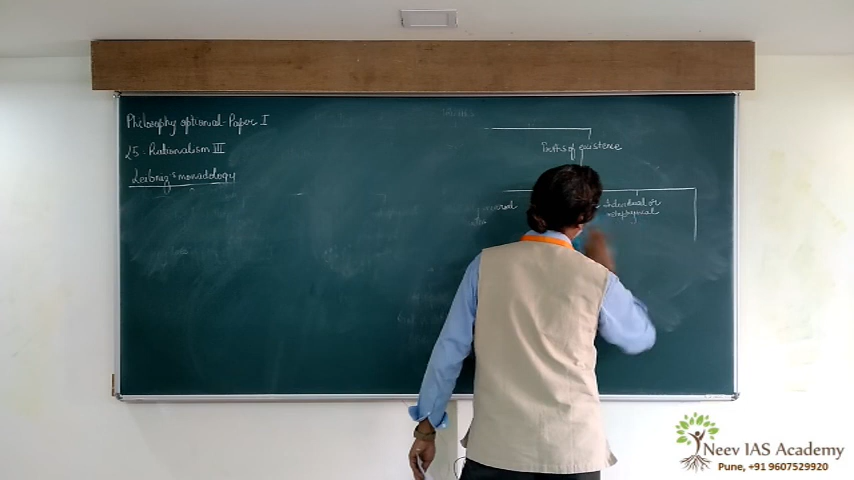 Philosophy optional-Paper I
25. Rationalism III
Leibniz's monadology
Truths of existence
Individual or
metaphysical
Neev IAS Academy
Pune, +91 9607529920